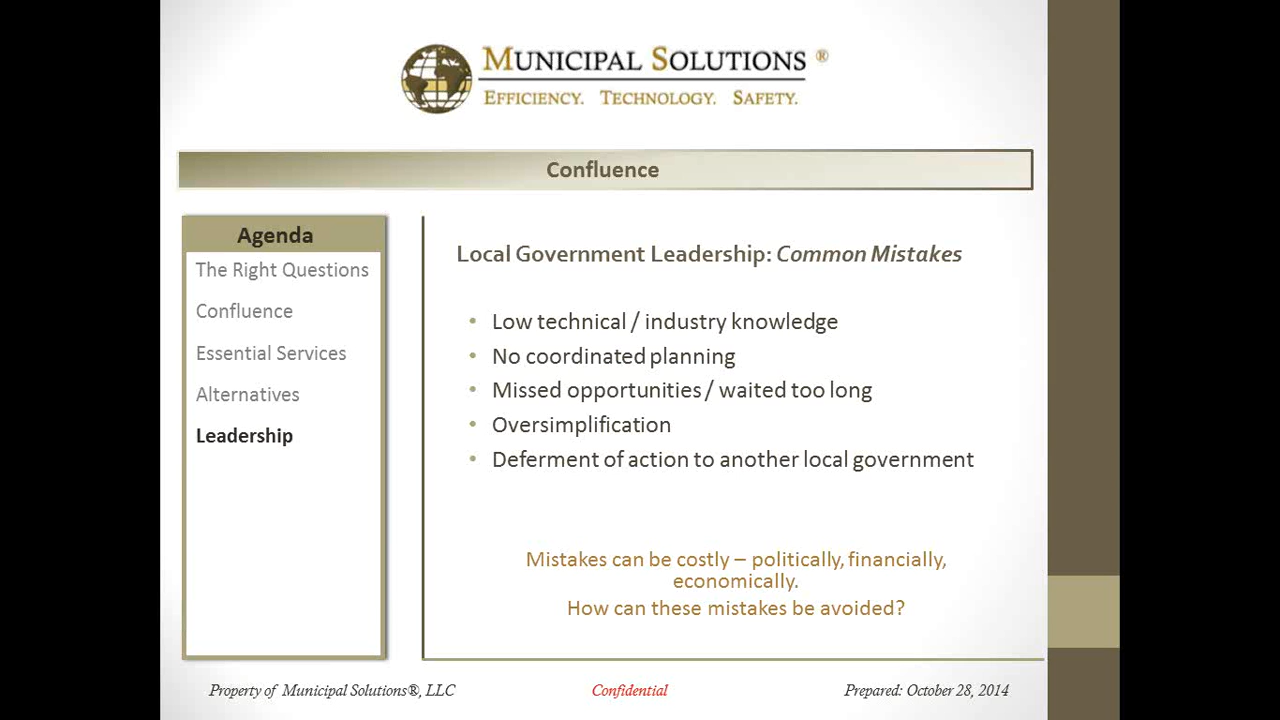 MUNICIPAL SOLUTIONS ®
EFFICIENCY. TECHNOLOGY. SAFETY.
Confluence
Agenda
The Right Questions
Confluence
Essential Services
Alternatives
Leadership
Local Government Leadership: Common Mistakes
• Low technical / industry knowledge
• No coordinated planning
• Missed opportunities / waited too long
• Oversimplification
• Deferment of action to another local government
Mistakes can be costly – politically, financially,
economically.
How can these mistakes be avoided?
Property of Municipal Solutions®, LLC
Confidential
Prepared: October 28, 2014